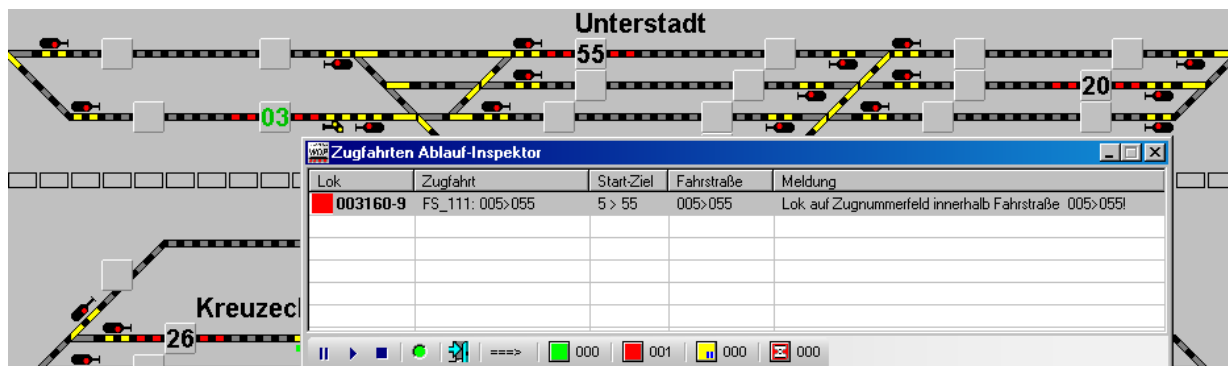 Unterstadt
55
20
03
WDP Zugfahrten Ablauf-Inspektor
Lok Zugfahrt Start-Ziel Fahrstraße Meldung
003160-9 FS_111: 005>055 5 > 55 005>055 Lok auf Zugnummerfeld innerhalb Fahrstraße 005>055!
Kreuzec
26
===> 000 001 000 000